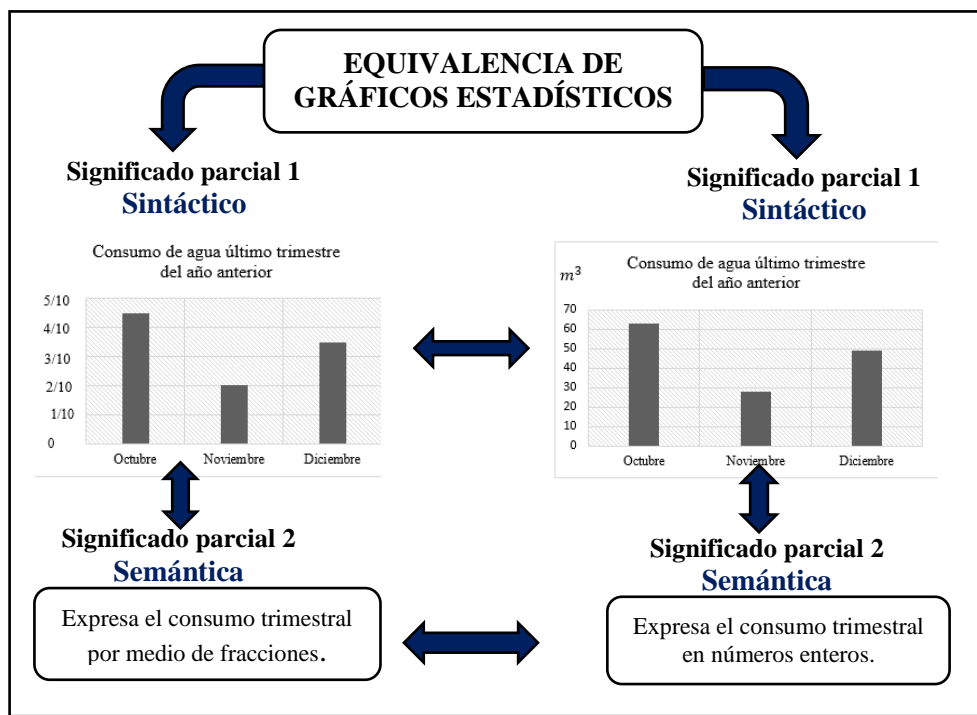 EQUIVALENCIA DE
GRÁFICOS ESTADÍSTICOS
Significado parcial 1
Sintáctico
Consumo de agua último trimestre
del año anterior
5/10
4/10
3/10
2/10
1/10
0
Octubre Noviembre Diciembre
Significado parcial 2
Semántica
Expresa el consumo trimestral
por medio de fracciones.
Significado parcial 1
Sintáctico
m³
Consumo de agua último trimestre
del año anterior
70
60
50
40
30
20
10
0
Octubre Noviembre Diciembre
Significado parcial 2
Semántica
Expresa el consumo trimestral
en números enteros.